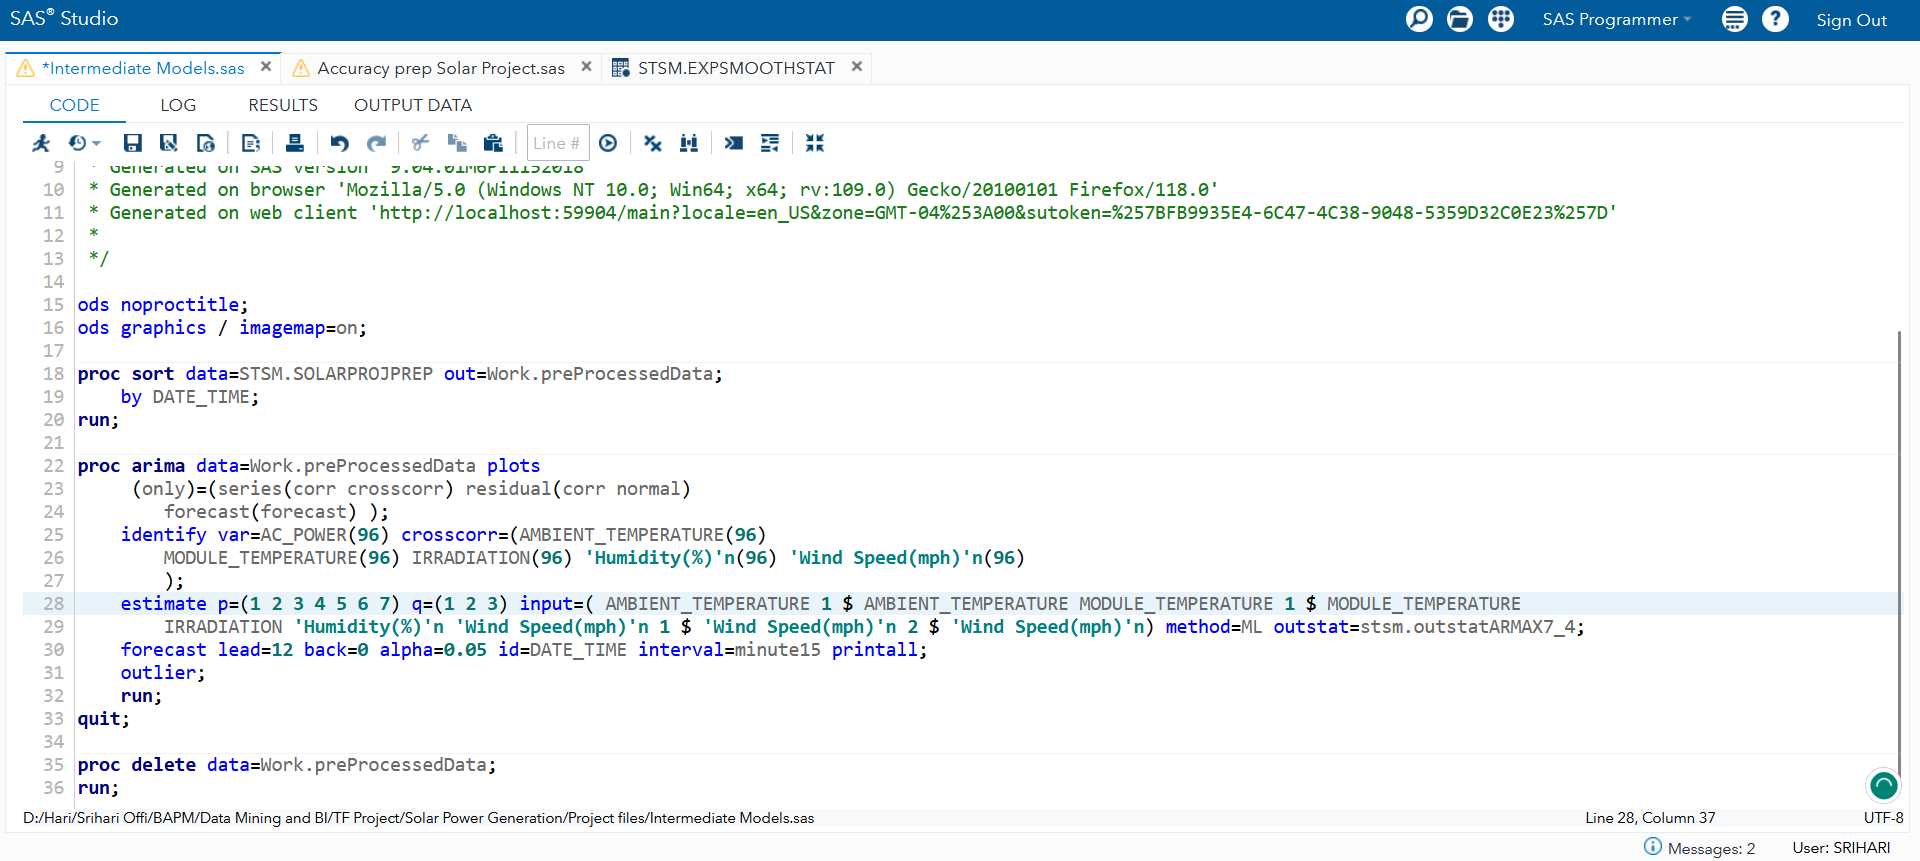 SAS® Studio
SAS Programmer
Sign Out
*Intermediate Models.sas
Accuracy prep Solar Project.sas
STSM.EXPSMOOTHSTAT
CODE LOG RESULTS OUTPUT DATA
Line #
9 * Generated on SAS version '9.04.01M6P11152018'
10 * Generated on browser 'Mozilla/5.0 (Windows NT 10.0; Win64; x64; rv:109.0) Gecko/20100101 Firefox/118.0'
11 * Generated on web client 'http://localhost:59904/main?locale=en_US&zone=GMT-04%253A00&sutoken=%257BFB9935E4-6C47-4C38-9048-5359D32C0E23%257D'
12 *
13 */
14
15 ods noproctitle;
16 ods graphics / imagemap=on;
17
18 proc sort data=STSM.SOLARPROJPREP out=Work.preProcessedData;
19 by DATE_TIME;
20 run;
21
22 proc arima data=Work.preProcessedData plots
23 (only)=(series(corr crosscorr) residual(corr normal)
24 forecast(forecast) );
25 identify var=AC_POWER(96) crosscorr=(AMBIENT_TEMPERATURE(96)
26 MODULE_TEMPERATURE(96) IRRADIATION(96) 'Humidity(%)'n(96) 'Wind Speed(mph)'n(96)
27 );
28 estimate p=(1 2 3 4 5 6 7) q=(1 2 3) input=( AMBIENT_TEMPERATURE 1 $ AMBIENT_TEMPERATURE MODULE_TEMPERATURE 1 $ MODULE_TEMPERATURE
29 IRRADIATION 'Humidity(%)'n 'Wind Speed(mph)'n 1 $ 'Wind Speed(mph)'n 2 $ 'Wind Speed(mph)'n) method=ML outstat=stsm.outstatARMAX7_4;
30 forecast lead=12 back=0 alpha=0.05 id=DATE_TIME interval=minute15 printall;
31 outlier;
32 run;
33 quit;
34
35 proc delete data=Work.preProcessedData;
36 run;
D:/Hari/Srihari Offi/BAPM/Data Mining and BI/TF Project/Solar Power Generation/Project files/Intermediate Models.sas
Line 28, Column 37
UTF-8
Messages: 2
User: SRIHARI